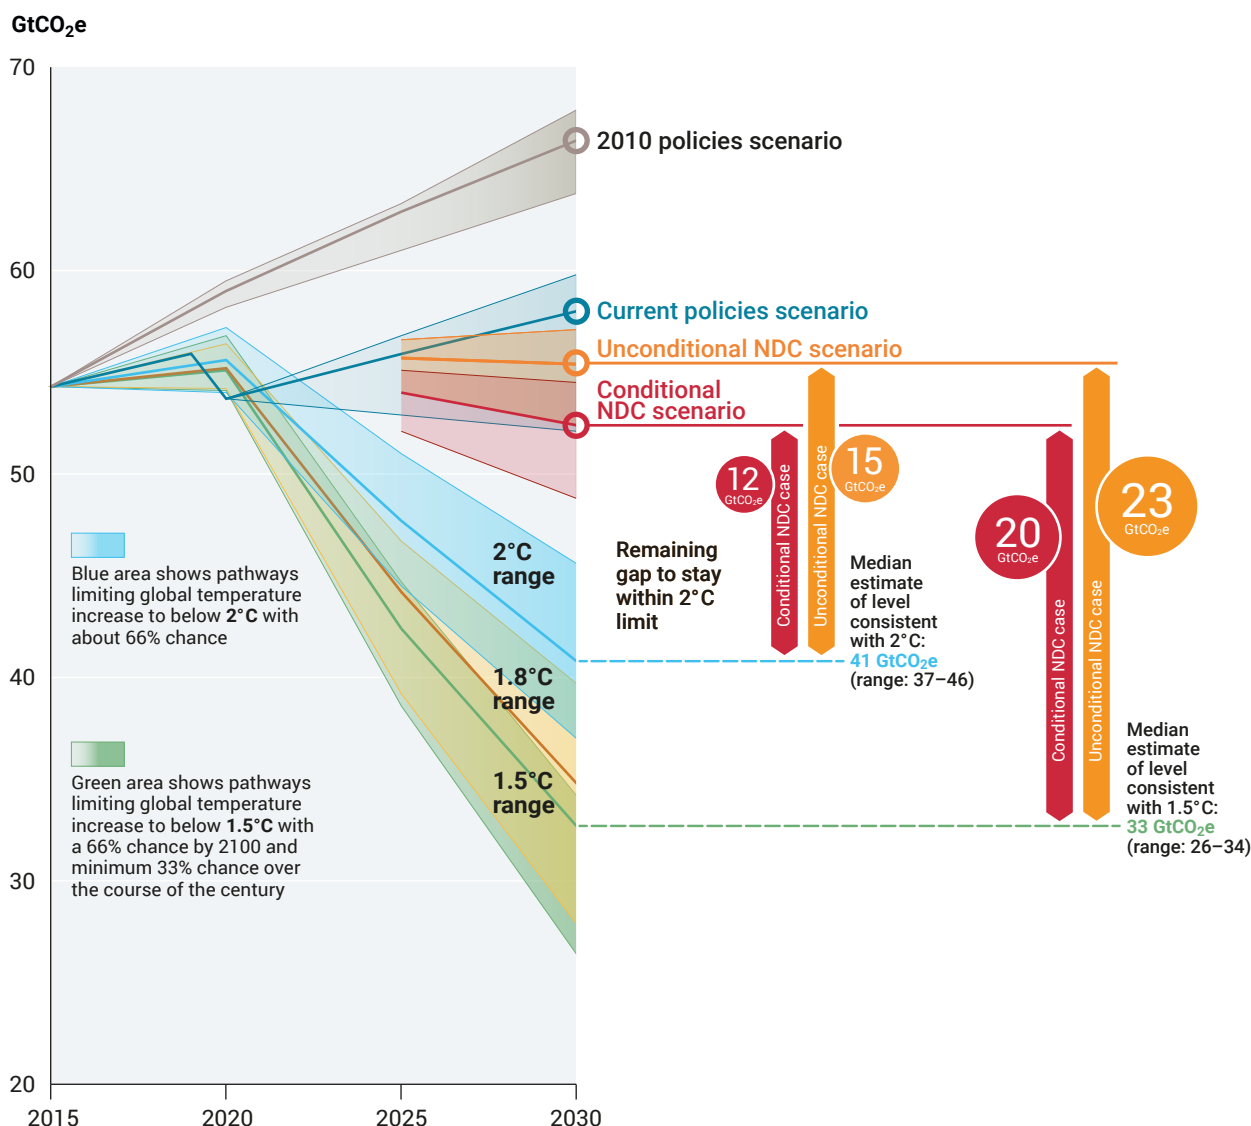 GtCO₂e
70
60
50
40
30
20
2015
2020
2025
2030
2010 policies scenario
Current policies scenario
Unconditional NDC scenario
Conditional
NDC scenario
2°C
range
1.8°C
range
1.5°C
range
Blue area shows pathways
limiting global temperature
increase to below 2°C with
about 66% chance
Green area shows pathways
limiting global temperature
increase to below 1.5°C with
a 66% chance by 2100 and
minimum 33% chance over
the course of the century
Remaining
gap to stay
within 2°C
limit
12
GtCO₂e
Conditional NDC case
Unconditional NDC case
15
GtCO₂e
Median
estimate
of level
consistent
with 2°C:
41 GtCO₂e
(range: 37–46)
20
GtCO₂e
Conditional NDC case
Unconditional NDC case
23
GtCO₂e
Median
estimate
of level
consistent
with 1.5°C:
33 GtCO₂e
(range: 26–34)